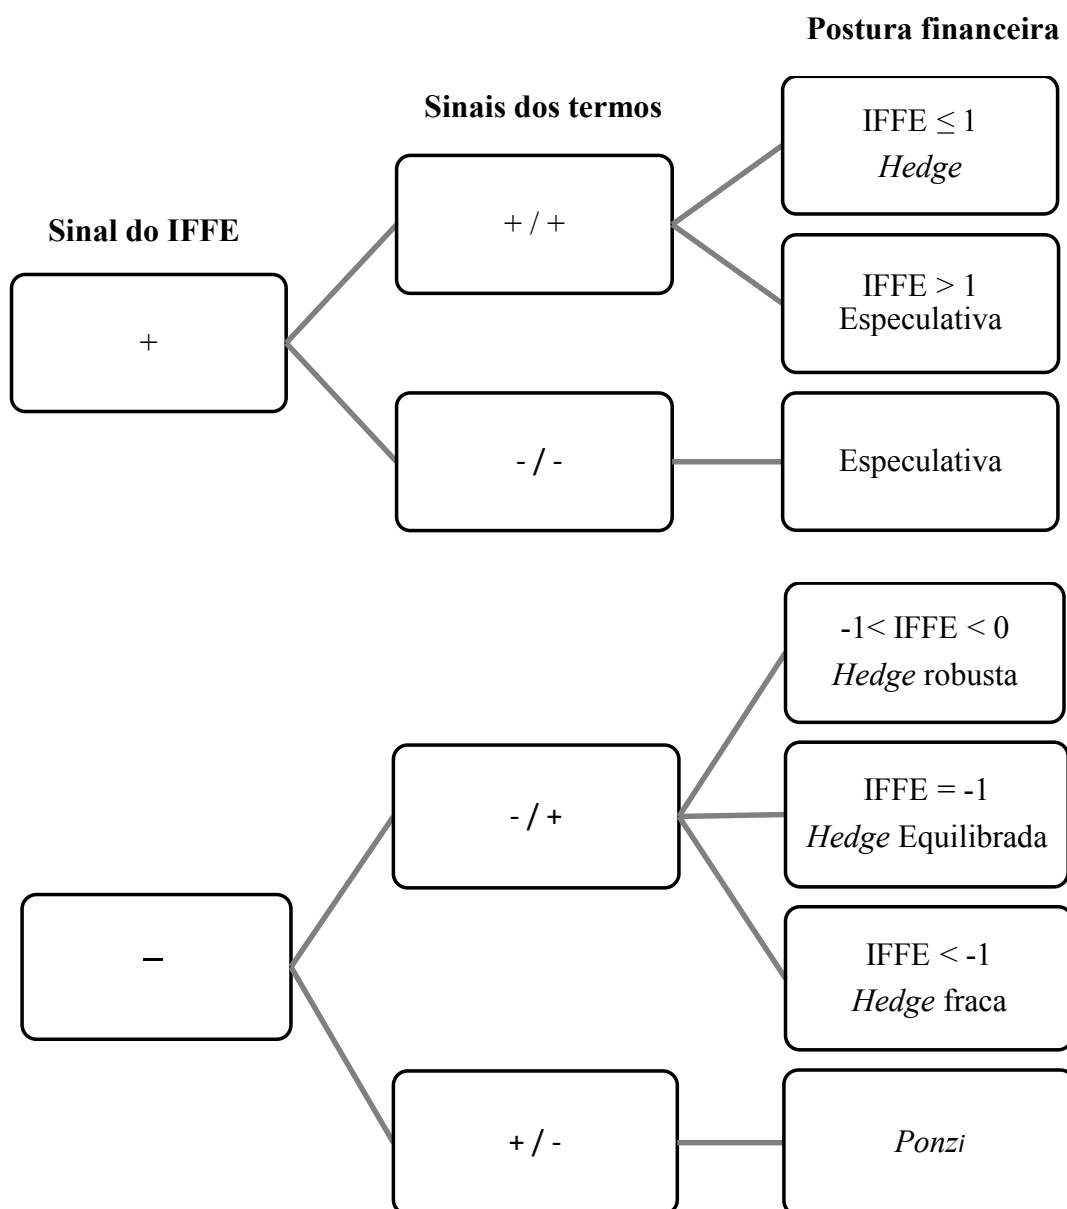 Postura financeira
Sinais dos termos
Sinal do IFFE
+
+ / +
IFFE ≤ 1
Hedge
IFFE > 1
Especulativa
- / -
Especulativa
–
- / +
-1< IFFE < 0
Hedge robusta
IFFE = -1
Hedge Equilibrada
IFFE < -1
Hedge fraca
+ / -
Ponzi